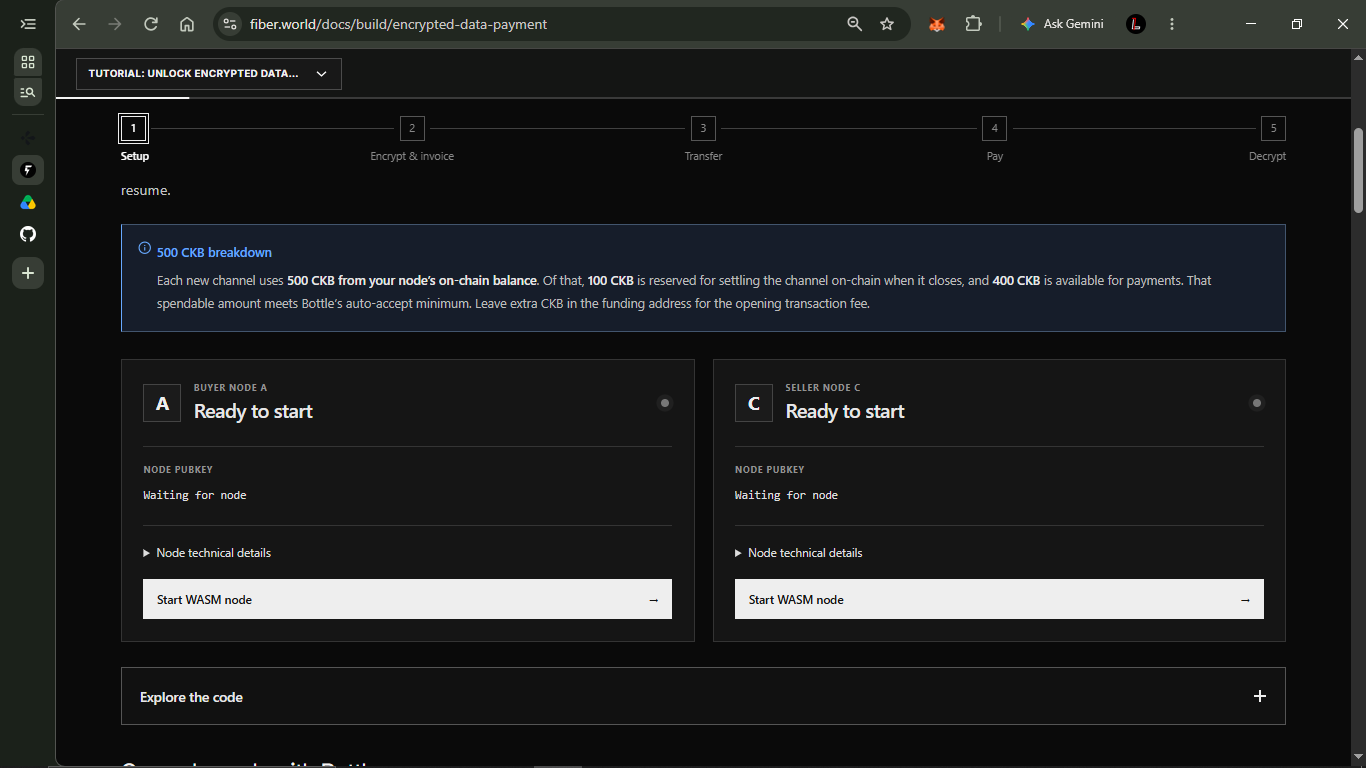 fiber.world/docs/build/encrypted-data-payment
Ask Gemini
TUTORIAL: UNLOCK ENCRYPTED DATA...
1
2
3
4
5
Setup
Encrypt & invoice
Transfer
Pay
Decrypt
resume.
500 CKB breakdown
Each new channel uses 500 CKB from your node's on-chain balance. Of that, 100 CKB is reserved for settling the channel on-chain when it closes, and 400 CKB is available for payments. That
spendable amount meets Bottle's auto-accept minimum. Leave extra CKB in the funding address for the opening transaction fee.
A
BUYER NODE A
Ready to start
NODE PUBKEY
Waiting for node
▶ Node technical details
Start WASM node →
C
SELLER NODE C
Ready to start
NODE PUBKEY
Waiting for node
▶ Node technical details
Start WASM node →
Explore the code +